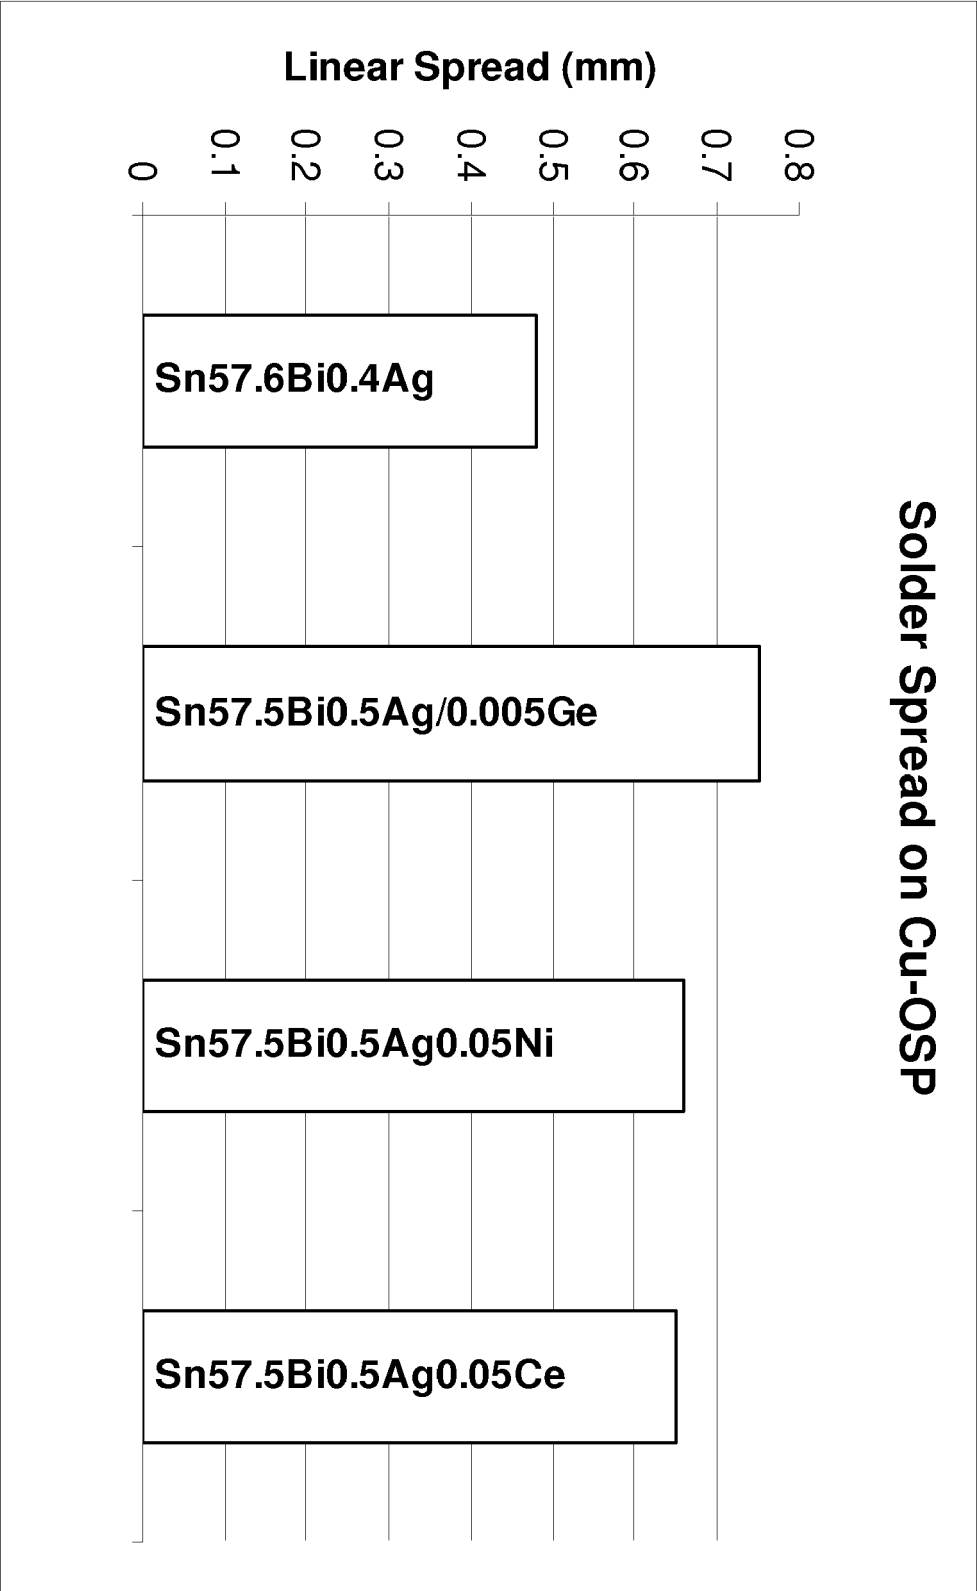 Solder Spread on Cu-OSP
Linear Spread (mm)
0.8
0.7
0.6
0.5
0.4
0.3
0.2
0.1
0
Sn57.6Bi0.4Ag
Sn57.5Bi0.5Ag/0.005Ge
Sn57.5Bi0.5Ag0.05Ni
Sn57.5Bi0.5Ag0.05Ce